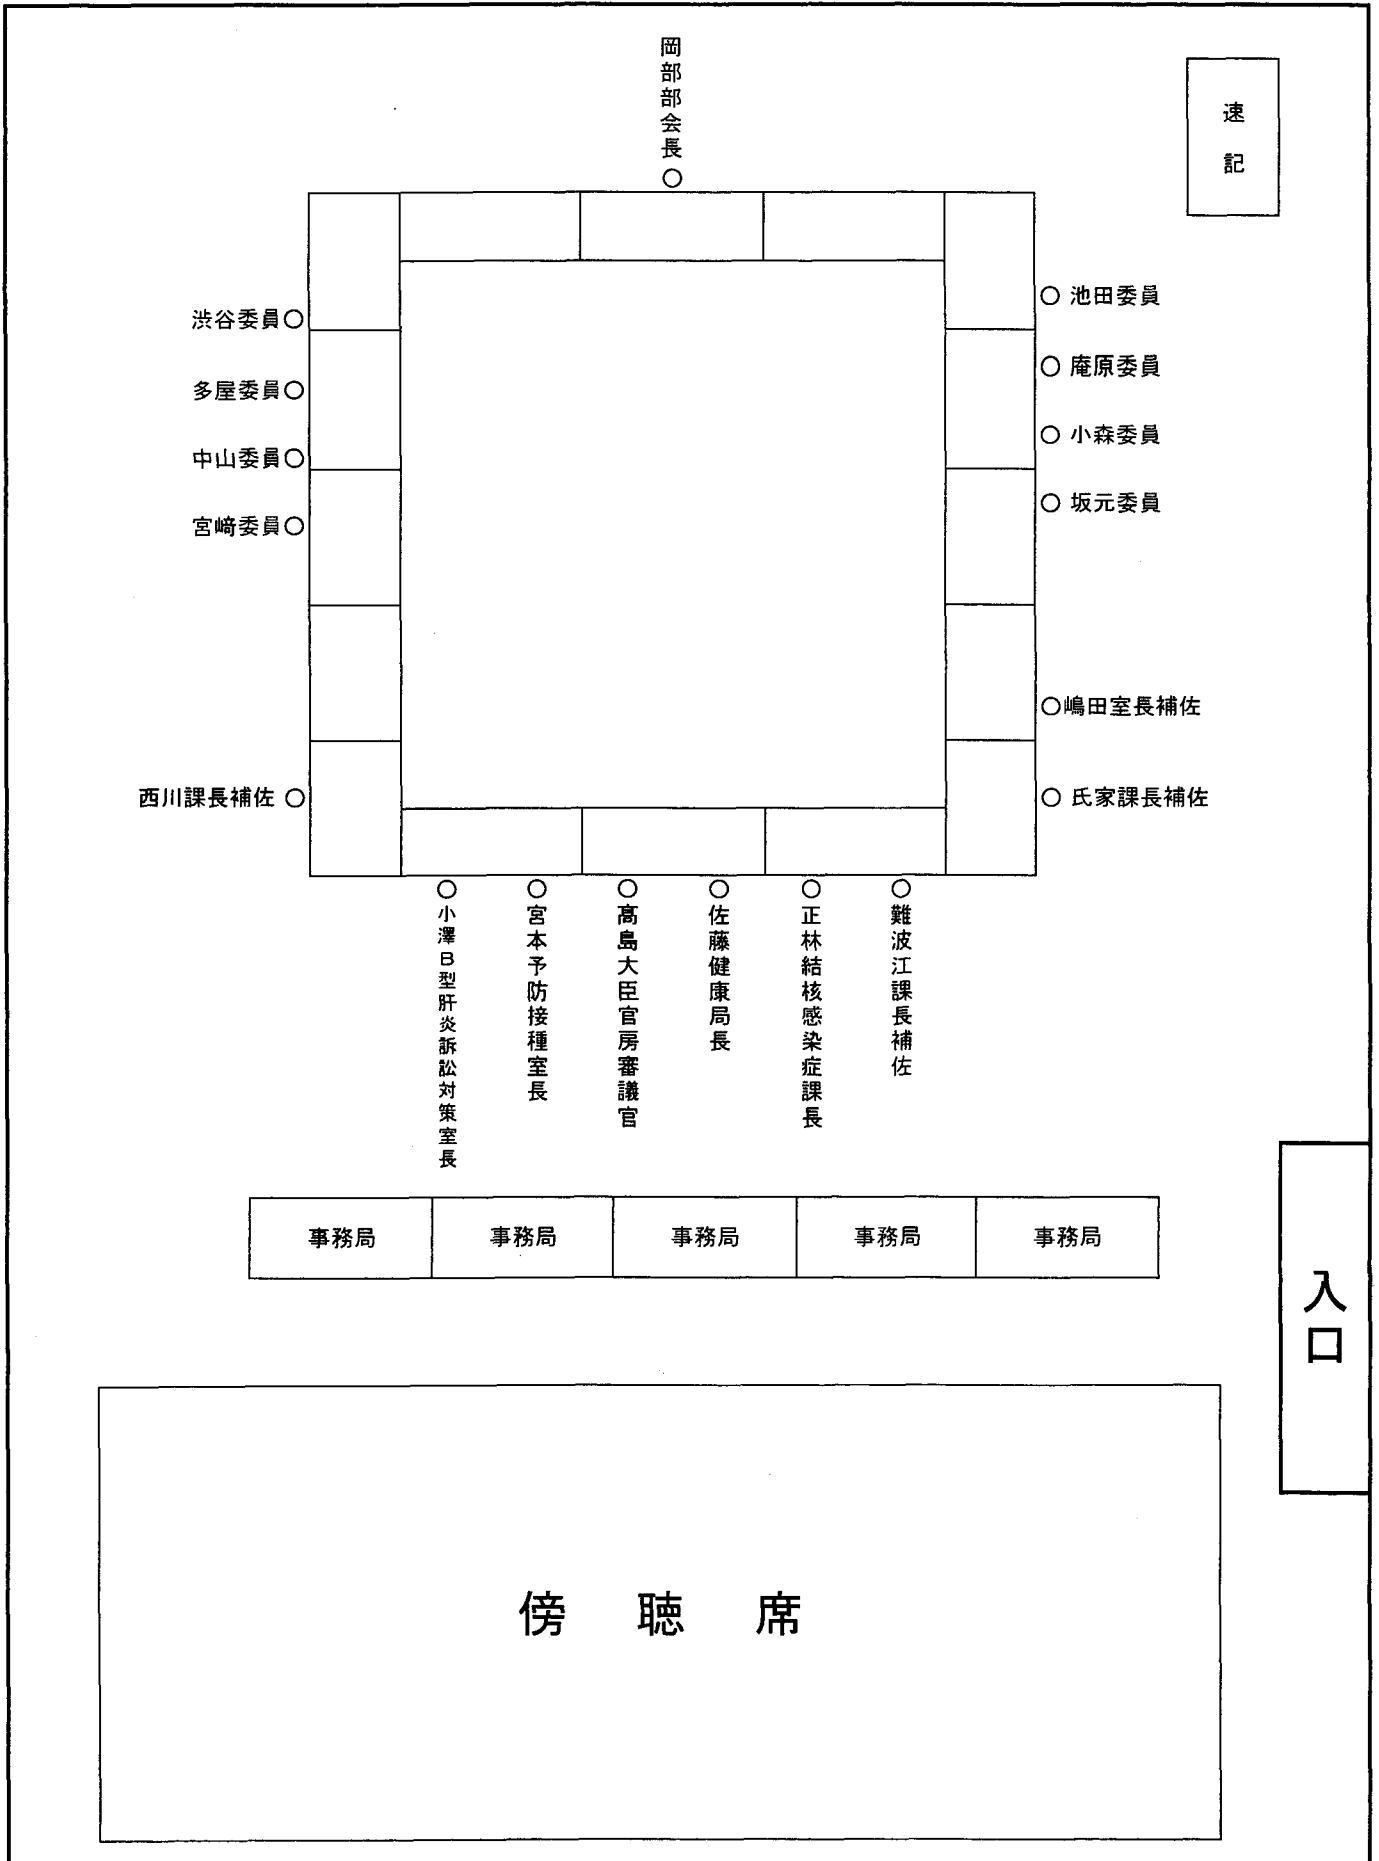 岡部部会長
速記
渋谷委員
多屋委員
中山委員
宮﨑委員
池田委員
庵原委員
小森委員
坂元委員
嶋田室長補佐
西川課長補佐
氏家課長補佐
小澤B型肝炎訴訟対策室長
宮本予防接種室長
高島大臣官房審議官
佐藤健康局長
正林結核感染症課長
難波江課長補佐
事務局
事務局
事務局
事務局
事務局
入口
傍聴席